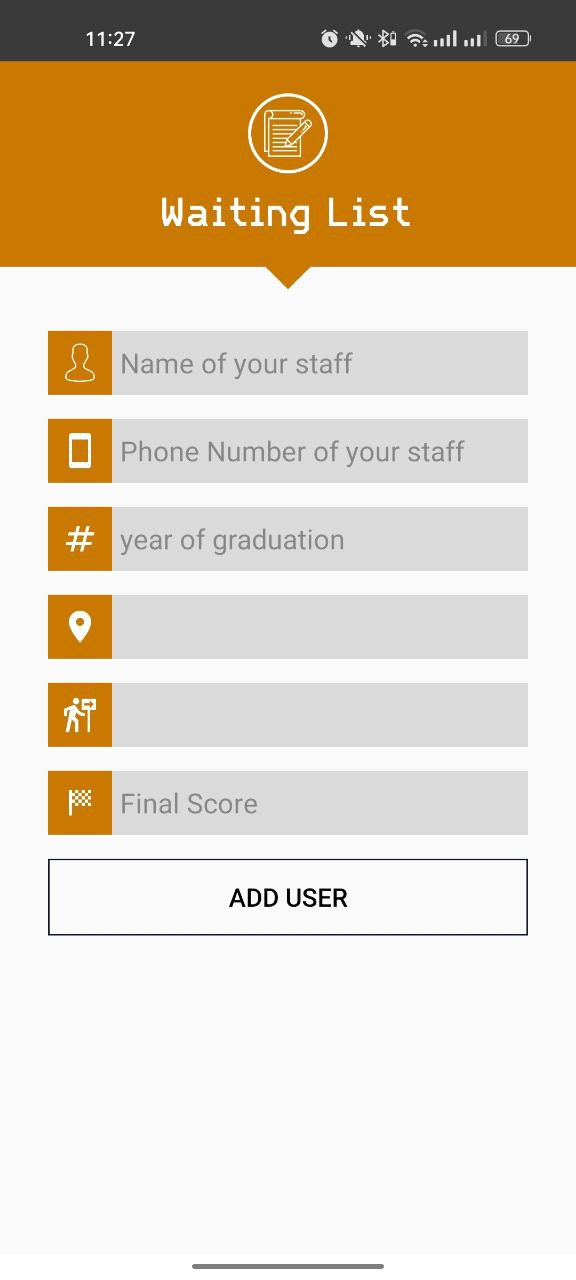 11:27
69
Waiting List
Name of your staff
Phone Number of your staff
# year of graduation
Final Score
ADD USER